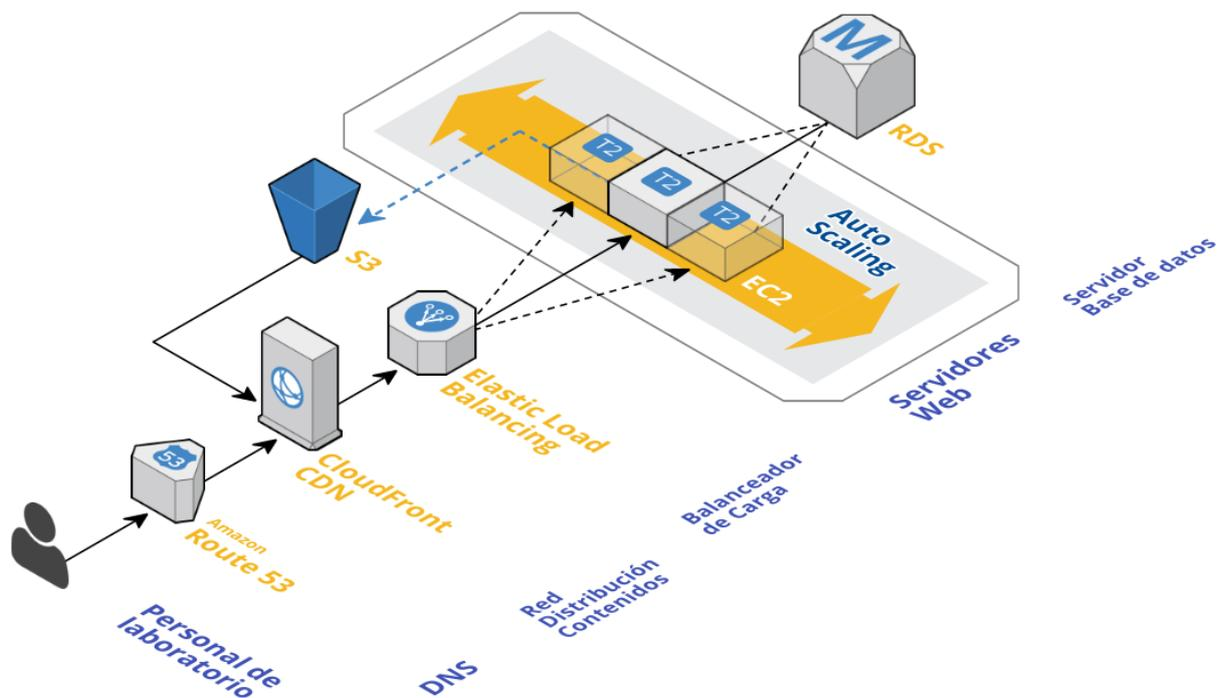 M
RDS
T2
T2
T2
Auto
Scaling
EC2
S3
Servidor
Base de datos
Servidores
Web
Elastic Load
Balancing
Balanceador
de Carga
53
CloudFront
CDN
Amazon
Route 53
Red
Distribución
Contenidos
Personal de
laboratorio
DNS